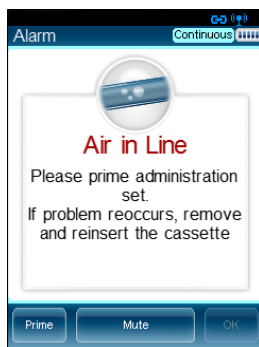 Alarm
Continuous
Air in Line
Please prime administration
set.
If problem reoccurs, remove
and reinsert the cassette
Prime
Mute
OK